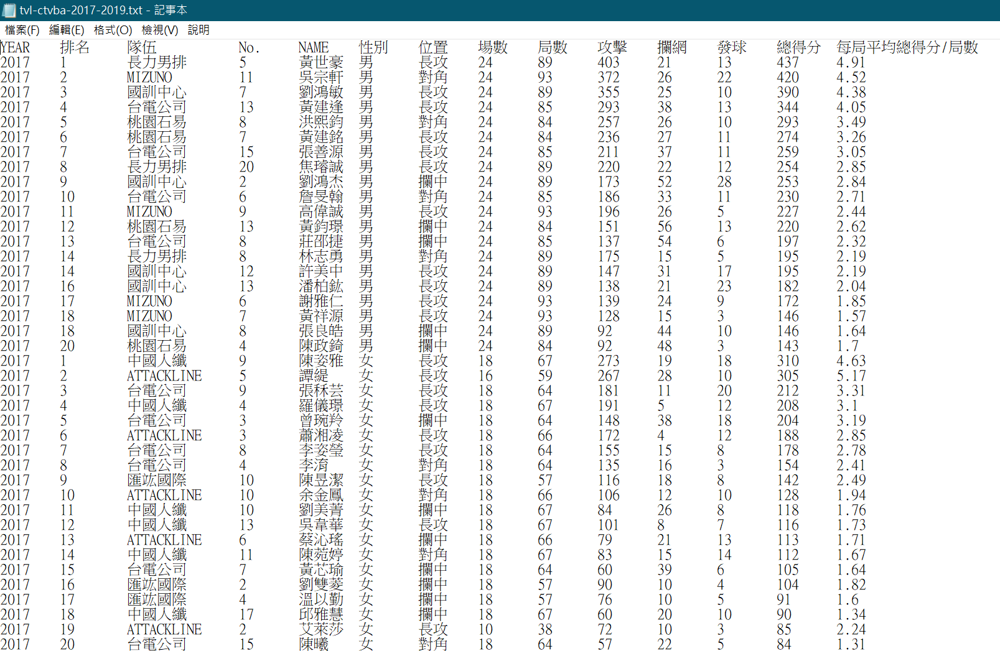 tvl-ctvba-2017-2019.txt - 記事本
檔案(F) 編輯(E) 格式(O) 檢視(V) 說明
YEAR 排名 隊伍 No. NAME 性別 位置 場數 局數 攻擊 攔網 發球 總得分 每局平均總得分/局數
2017 1 長力男排 5 黃世豪 男 長攻 24 89 403 21 13 437 4.91
2017 2 MIZUNO 11 吳宗軒 男 對角 24 93 372 26 22 420 4.52
2017 3 國訓中心 7 劉鴻敏 男 長攻 24 89 355 25 10 390 4.38
2017 4 台電公司 13 黃建逢 男 長攻 24 85 293 38 13 344 4.05
2017 5 桃園石易 8 洪熙鈞 男 對角 24 84 257 26 10 293 3.49
2017 6 桃園石易 7 黃建銘 男 長攻 24 84 236 27 11 274 3.26
2017 7 台電公司 15 張善源 男 長攻 24 85 211 37 11 259 3.05
2017 8 長力男排 20 焦璿誠 男 長攻 24 89 220 22 12 254 2.85
2017 9 國訓中心 2 劉鴻杰 男 攔中 24 89 173 52 28 253 2.84
2017 10 台電公司 6 詹旻翰 男 對角 24 85 186 33 11 230 2.71
2017 11 MIZUNO 9 高偉誠 男 長攻 24 93 196 26 5 227 2.44
2017 12 桃園石易 13 黃鈞璟 男 攔中 24 84 151 56 13 220 2.62
2017 13 台電公司 8 莊邵捷 男 攔中 24 85 137 54 6 197 2.32
2017 14 長力男排 8 林志勇 男 對角 24 89 175 15 5 195 2.19
2017 14 國訓中心 12 許美中 男 長攻 24 89 147 31 17 195 2.19
2017 16 國訓中心 13 潘柏鈜 男 長攻 24 89 138 21 23 182 2.04
2017 17 MIZUNO 6 謝雅仁 男 長攻 24 93 139 24 9 172 1.85
2017 18 MIZUNO 7 黃祥源 男 長攻 24 93 128 15 3 146 1.57
2017 18 國訓中心 8 張良皓 男 攔中 24 89 92 44 10 146 1.64
2017 20 桃園石易 4 陳政錡 男 攔中 24 84 92 48 3 143 1.7
2017 1 中國人纖 9 陳姿雅 女 長攻 18 67 273 19 18 310 4.63
2017 2 ATTACKLINE 5 譚緹 女 長攻 16 59 267 28 10 305 5.17
2017 3 台電公司 9 張秝芸 女 長攻 18 64 181 11 20 212 3.31
2017 4 中國人纖 4 羅儀璟 女 長攻 18 67 191 5 12 208 3.1
2017 5 台電公司 3 曾琬羚 女 攔中 18 64 148 38 18 204 3.19
2017 6 ATTACKLINE 3 蕭湘凌 女 長攻 18 66 172 4 12 188 2.85
2017 7 台電公司 8 李姿瑩 女 長攻 18 64 155 15 8 178 2.78
2017 8 台電公司 4 李淯 女 對角 18 64 135 16 3 154 2.41
2017 9 匯竑國際 10 陳昱潔 女 長攻 18 57 116 18 8 142 2.49
2017 10 ATTACKLINE 10 余金鳳 女 對角 18 66 106 12 10 128 1.94
2017 11 中國人纖 10 劉美菁 女 攔中 18 67 84 26 8 118 1.76
2017 12 中國人纖 13 吳韋華 女 長攻 18 67 101 8 7 116 1.73
2017 13 ATTACKLINE 6 蔡沁瑤 女 攔中 18 66 79 21 13 113 1.71
2017 14 中國人纖 11 陳菀婷 女 對角 18 67 83 15 14 112 1.67
2017 15 台電公司 7 黃芯瑜 女 攔中 18 64 60 39 6 105 1.64
2017 16 匯竑國際 2 劉雙菱 女 攔中 18 57 90 10 4 104 1.82
2017 17 匯竑國際 4 溫以勤 女 攔中 18 57 76 10 5 91 1.6
2017 18 中國人纖 17 邱雅慧 女 攔中 18 67 60 20 10 90 1.34
2017 19 ATTACKLINE 2 艾萊莎 女 長攻 10 38 72 10 3 85 2.24
2017 20 台電公司 15 陳曦 女 對角 18 64 57 22 5 84 1.31